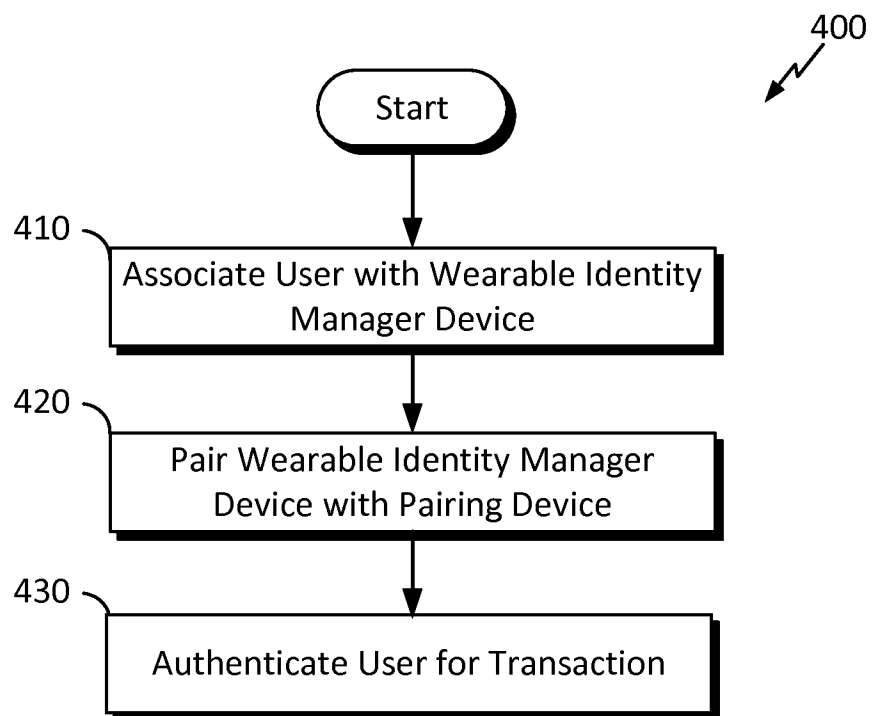 400
Start
410
Associate User with Wearable Identity
Manager Device
420
Pair Wearable Identity Manager
Device with Pairing Device
430
Authenticate User for Transaction